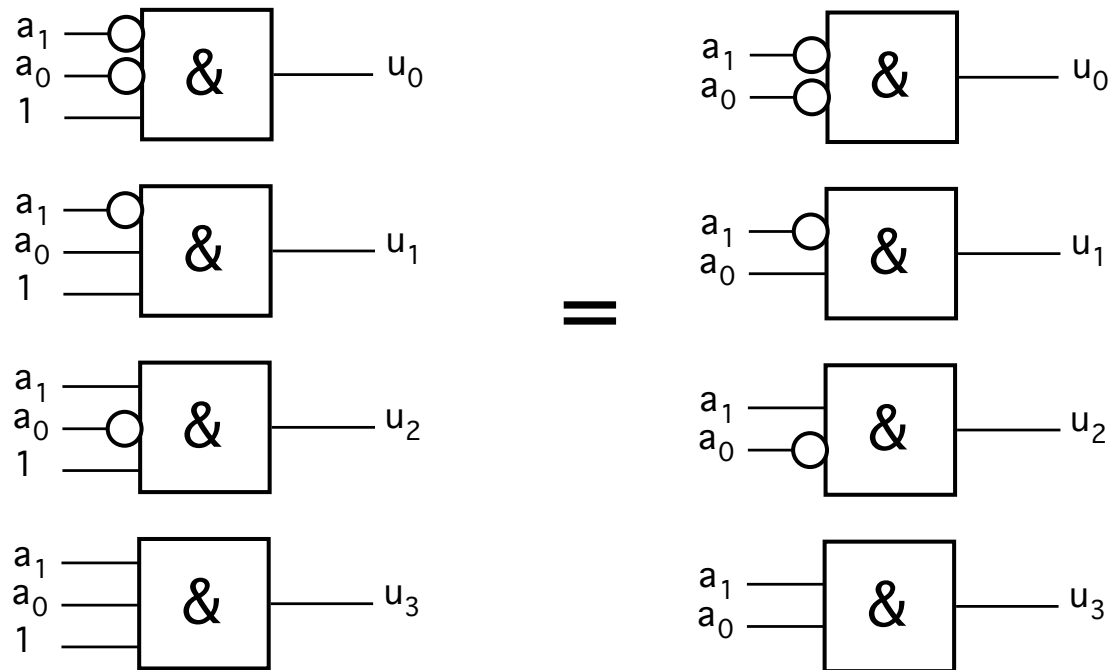 a₁ a₀ 1 & u₀
a₁ a₀ & u₀
a₁ a₀ 1 & u₁
a₁ a₀ & u₁
=
a₁ a₀ 1 & u₂
a₁ a₀ & u₂
a₁ a₀ 1 & u₃
a₁ a₀ & u₃